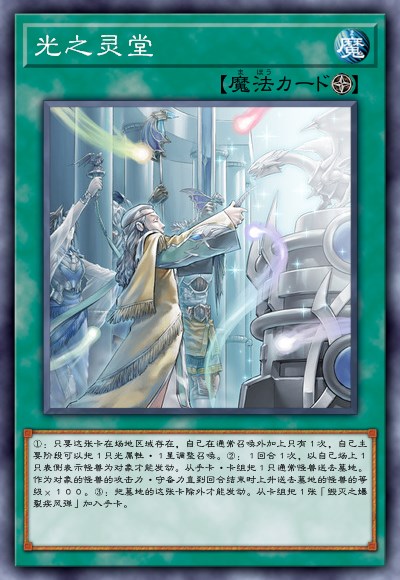 光之灵堂
魔
【魔法カード】
まほう
①：只要这张卡在场地区域存在，自己在通常召唤外加上只有1次，自己主
要阶段可以把1只光属性・1星调整召唤。②：1回合1次，以自己场上1
只表侧表示怪兽为对象才能发动。从手卡・卡组把1只通常怪兽送去墓地。
作为对象的怪兽的攻击力・守备力直到回合结束时上升送去墓地的怪兽的等
级×100。③：把墓地的这张卡除外才能发动。从卡组把1张「毁灭之爆
裂疾风弹」加入手卡。